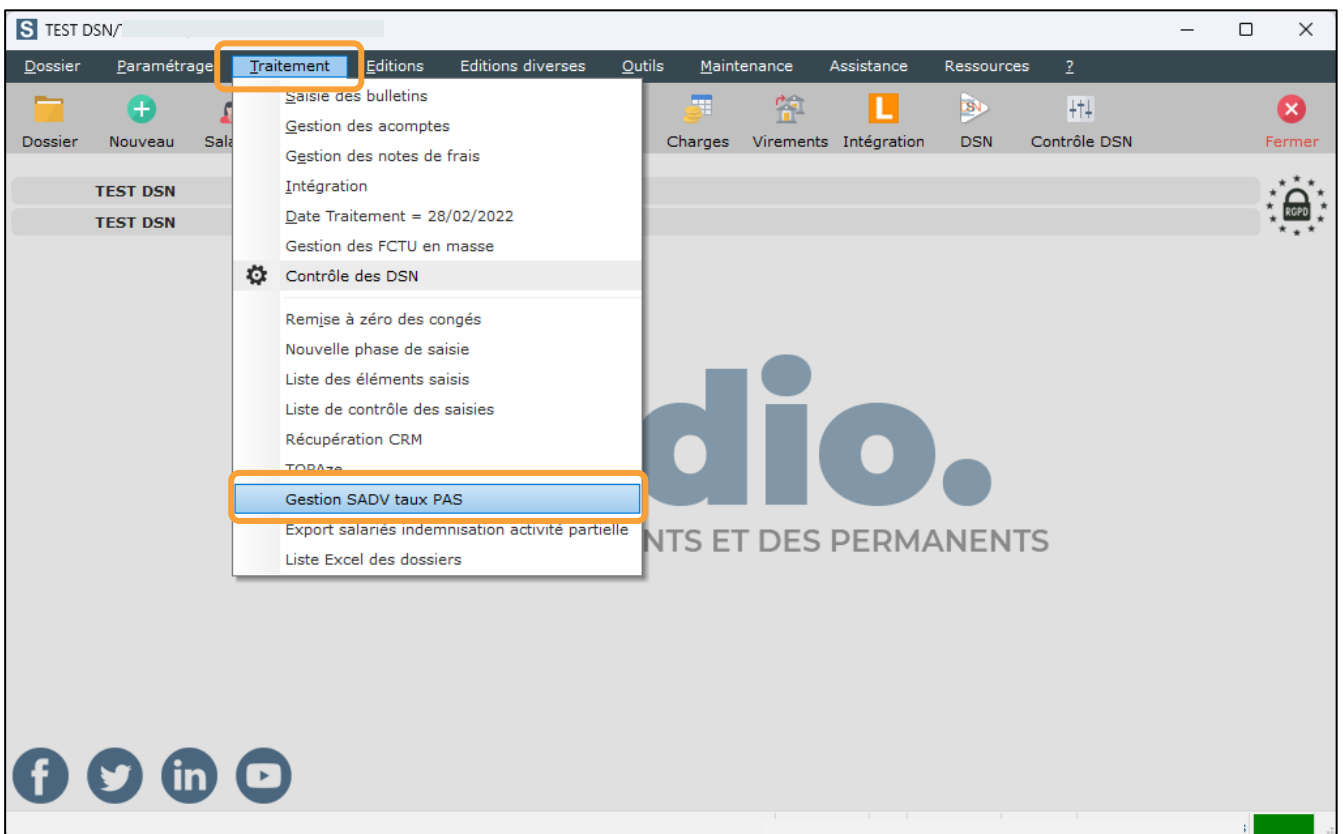 S TEST DSN/
Dossier Paramétrage Traitement Editions Editions diverses Outils Maintenance Assistance Ressources ?
Dossier Nouveau Charges Virements Intégration DSN Contrôle DSN Fermer
TEST DSN
TEST DSN
RGPD
Saisie des bulletins
Gestion des acomptes
Gestion des notes de frais
Intégration
Date Traitement = 28/02/2022
Gestion des FCTU en masse
Contrôle des DSN
Remise à zéro des congés
Nouvelle phase de saisie
Liste des éléments saisis
Liste de contrôle des saisies
Récupération CRM
TOPAze
Gestion SADV taux PAS
Export salariés indemnisation activité partielle
Liste Excel des dossiers
dio.
NTS ET DES PERMANENTS